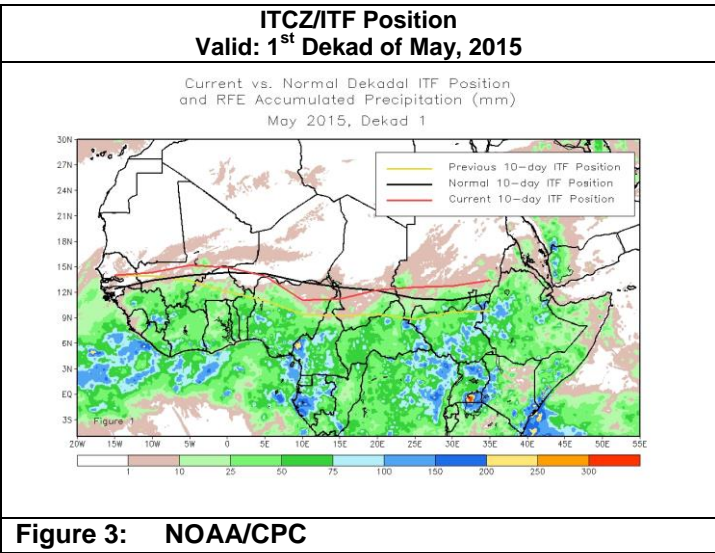 ITCZ/ITF Position
Valid: 1st Dekad of May, 2015
Current vs. Normal Dekadal ITF Position
and RFE Accumulated Precipitation (mm)
May 2015, Dekad 1
Previous 10-day ITF Position
Normal 10-day ITF Position
Current 10-day ITF Position
30N
27N
24N
21N
18N
15N
12N
9N
6N
3N
EQ
3S
Figure 1
20W 15W 10W 5W 0 5E 10E 15E 20E 25E 30E 35E 40E 45E 50E 55E
1 10 25 50 75 100 150 200 250 300
Figure 3: NOAA/CPC